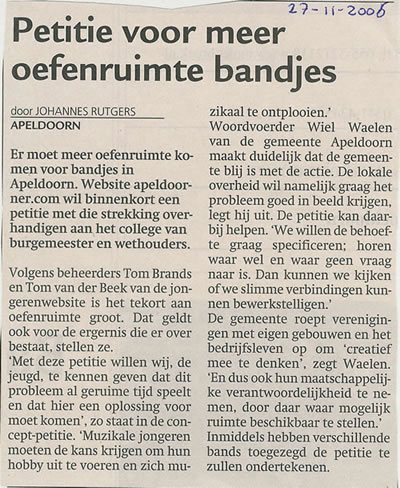 27-11-2006
Petitie voor meer
oefenruimte bandjes
door JOHANNES RUTGERS
APELDOORN
Er moet meer oefenruimte ko-
men voor bandjes in
Apeldoorn. Website apeldoor-
ner.com wil binnenkort een
petitie met die strekking over-
handigen aan het college van
burgemeester en wethouders.
Volgens beheerders Tom Brands
en Tom van der Beek van de jon-
gerenwebsite is het tekort aan
oefenruimte groot. Dat geldt
ook voor de ergernis die er over
bestaat, stellen ze.
‘Met deze petitie willen wij, de
jeugd, te kennen geven dat dit
probleem al geruime tijd speelt
en dat hier een oplossing voor
moet komen’, zo staat in de con-
cept-petitie. ‘Muzikale jongeren
moeten de kans krijgen om hun
hobby uit te voeren en zich mu-
zikaal te ontplooien.’
Woordvoerder Wiel Waelen
van de gemeente Apeldoorn
maakt duidelijk dat de gemeen-
te blij is met de actie. De lokale
overheid wil namelijk graag het
probleem goed in beeld krijgen,
legt hij uit. De petitie kan daar-
bij helpen. ‘We willen de behoef-
te graag specificeren; horen
waar wel en waar geen vraag
naar is. Dan kunnen we kijken
of we slimme verbindingen kunnen
bewerkstelligen.’
De gemeente roept verenigin-
gen met eigen gebouwen en het
bedrijfsleven op om ‘creatief
mee te denken’, zegt Waelen.
‘En dus ook hun maatschappelij-
ke verantwoordelijkheid te ne-
men, door daar waar mogelijk
ruimte beschikbaar te stellen.’
Inmiddels hebben verschillende
bands toegezegd de petitie te
zullen ondertekenen.